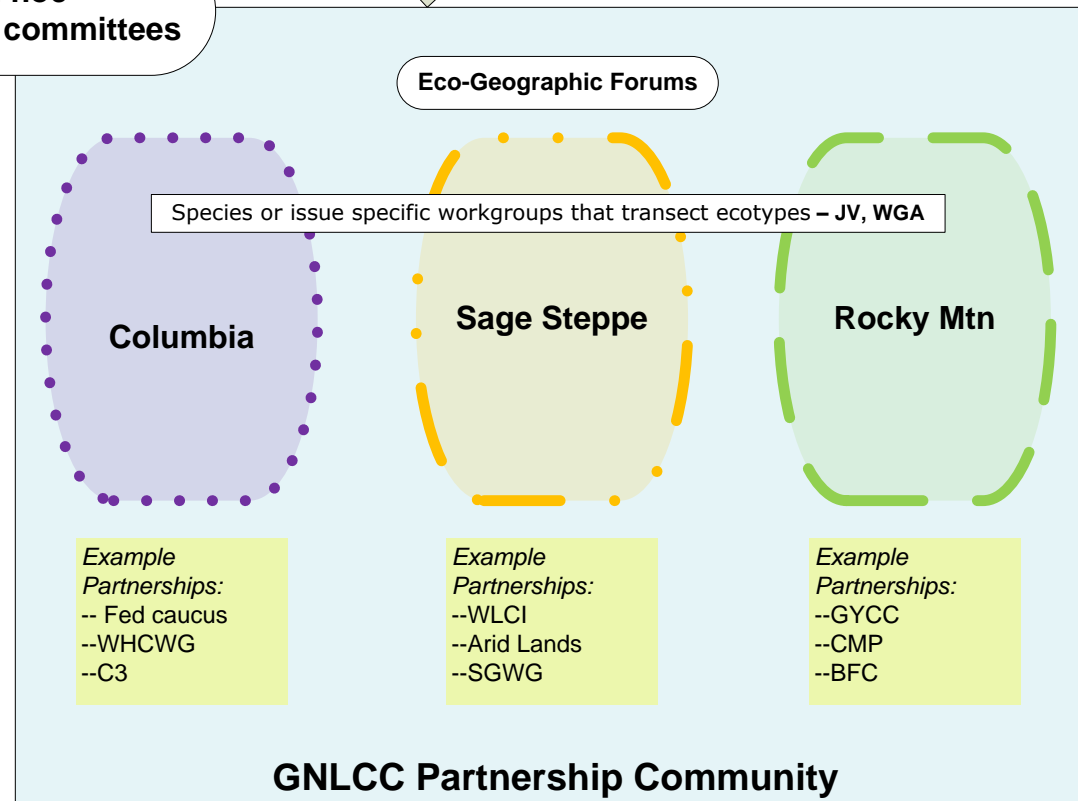 committees
Eco-Geographic Forums
Species or issue specific workgroups that transect ecotypes – JV, WGA
Columbia
Sage Steppe
Rocky Mtn
Example
Partnerships:
-- Fed caucus
--WHCWG
--C3
Example
Partnerships:
--WLCI
--Arid Lands
--SGWG
Example
Partnerships:
--GYCC
--CMP
--BFC
GNLCC Partnership Community